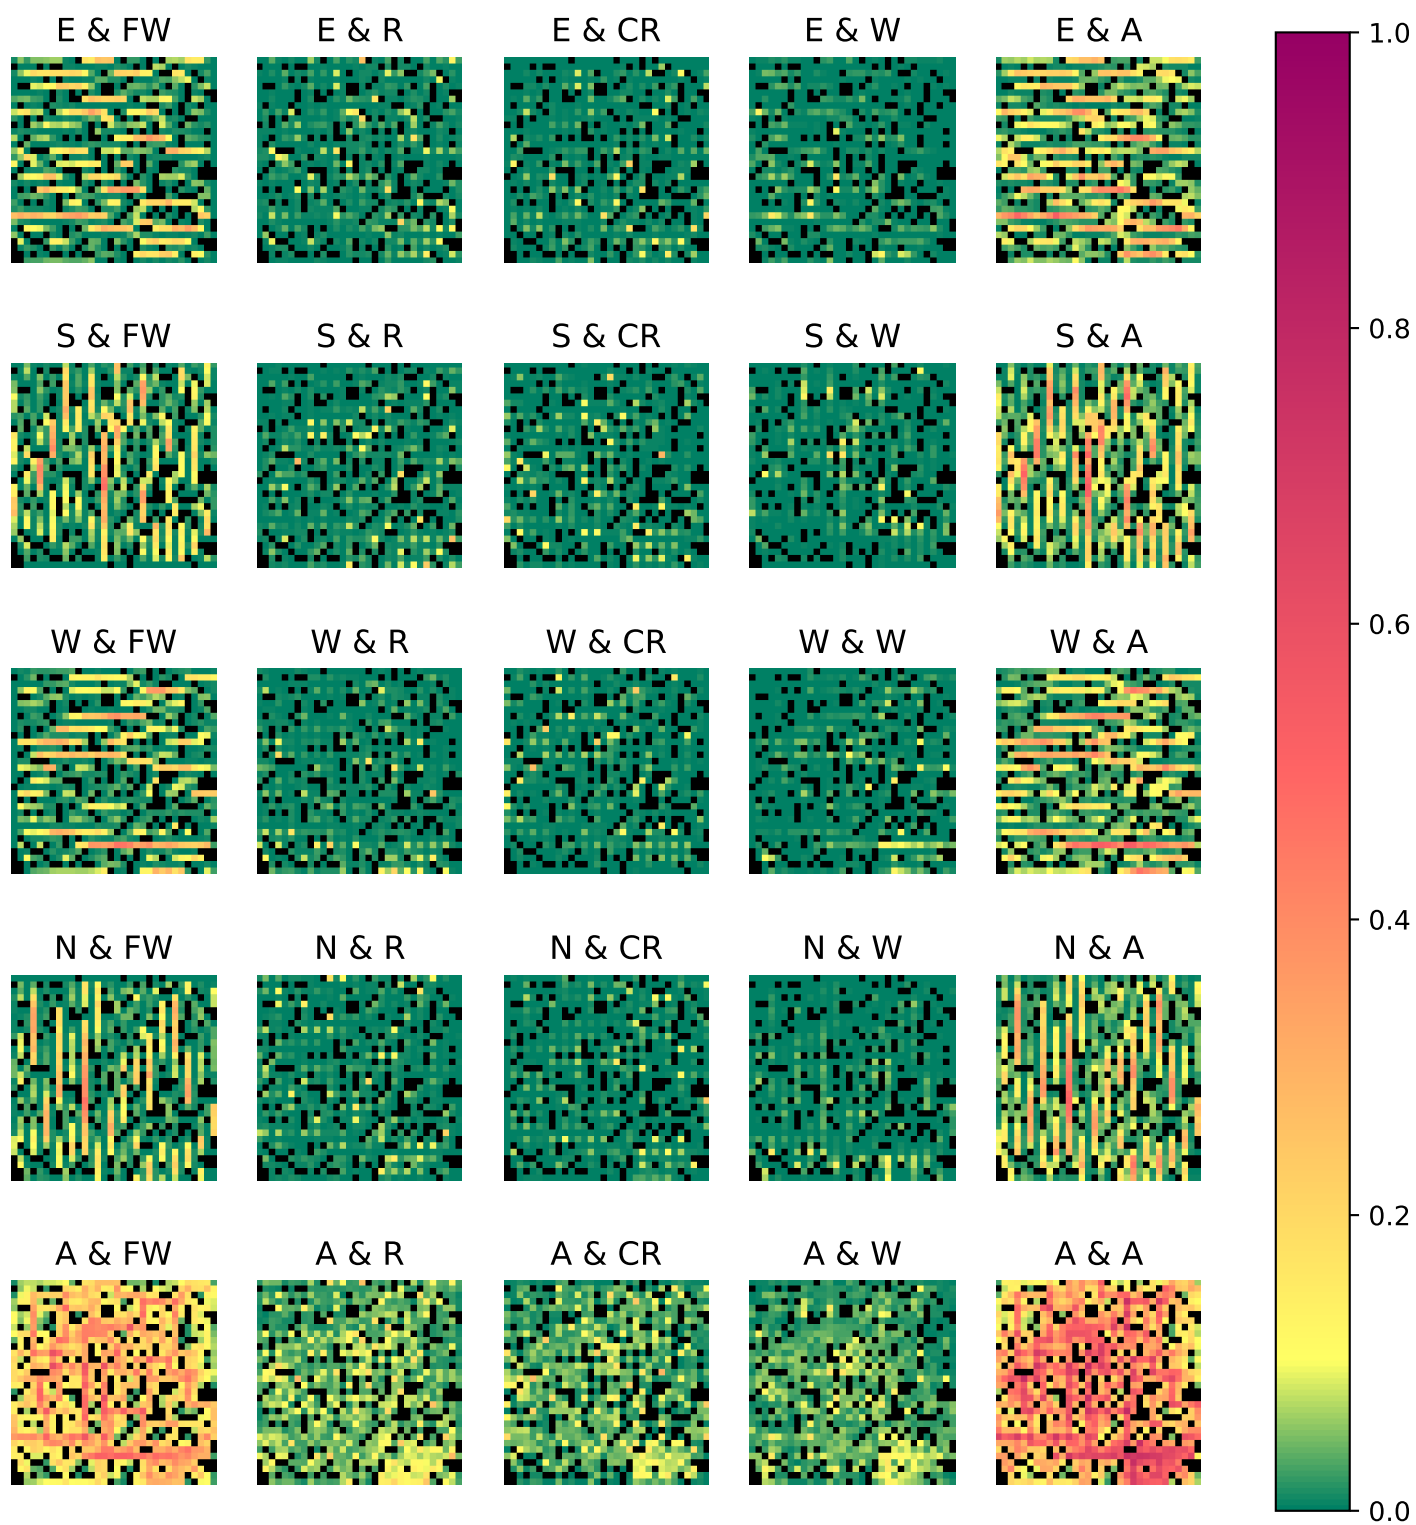 E & FW E & R E & CR E & W E & A
1.0
0.8
S & FW S & R S & CR S & W S & A
0.6
W & FW W & R W & CR W & W W & A
0.4
N & FW N & R N & CR N & W N & A
0.2
A & FW A & R A & CR A & W A & A
0.0